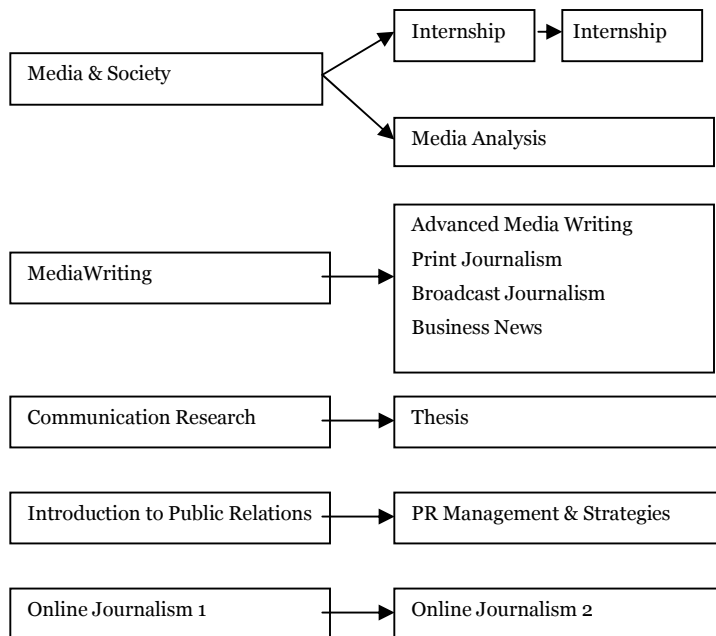 Internship
Internship
Media & Society
Media Analysis
Advanced Media Writing
Print Journalism
MediaWriting
Broadcast Journalism
Business News
Communication Research
Thesis
Introduction to Public Relations
PR Management & Strategies
Online Journalism 1
Online Journalism 2